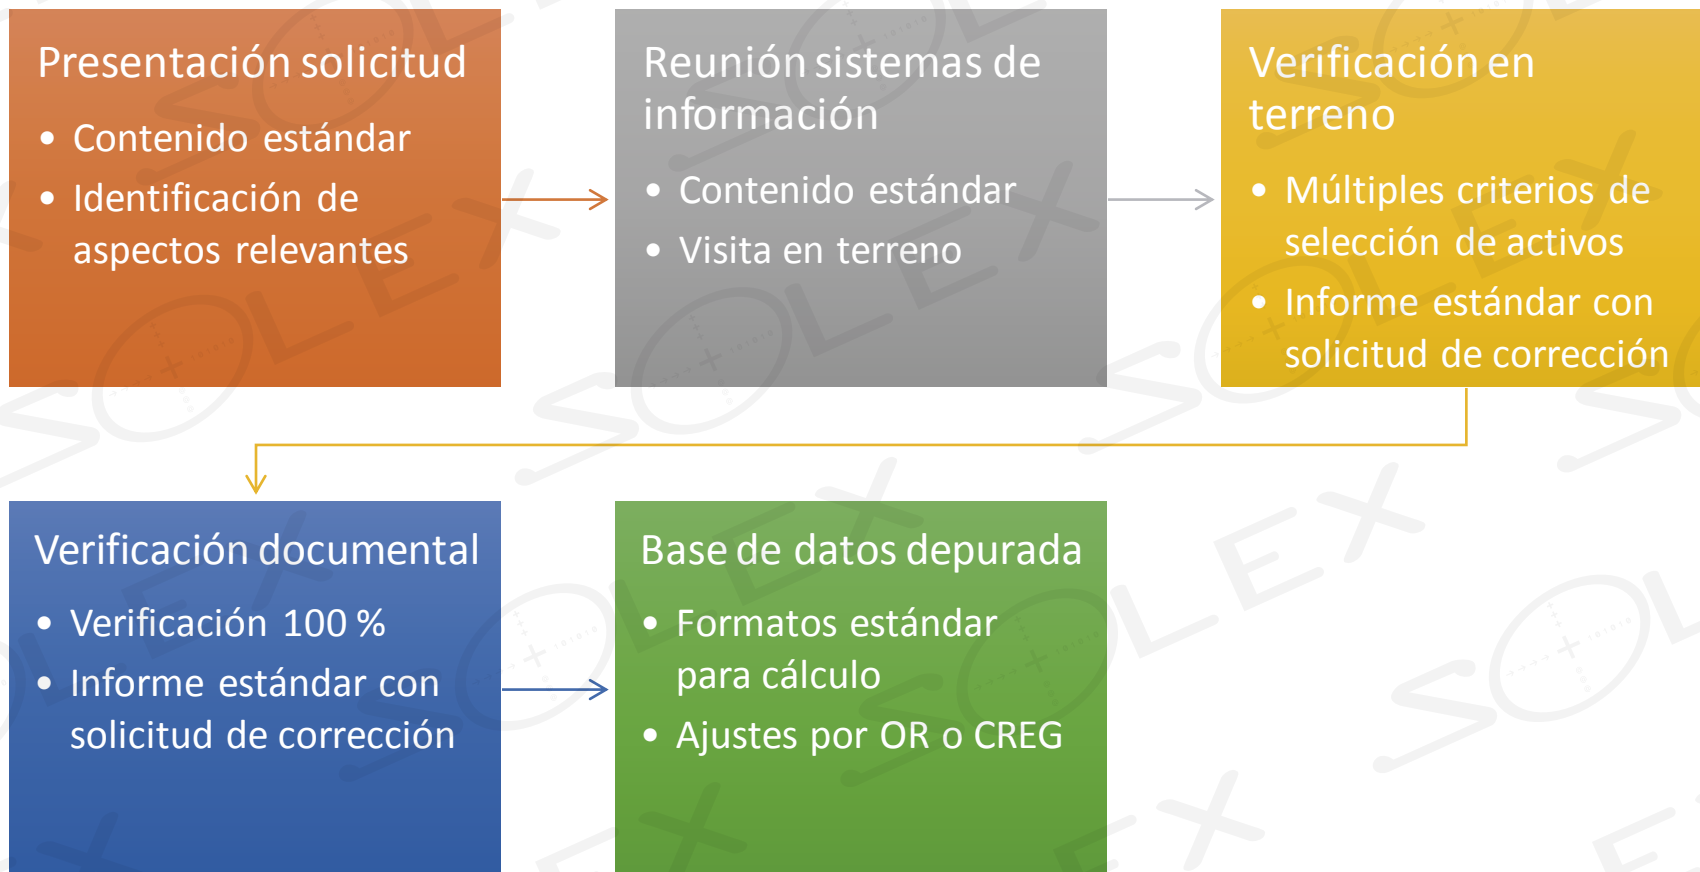 Presentación solicitud
• Contenido estándar
• Identificación de
aspectos relevantes
Reunión sistemas de
información
• Contenido estándar
• Visita en terreno
Verificación en
terreno
• Múltiples criterios de
selección de activos
• Informe estándar con
solicitud de corrección
Verificación documental
• Verificación 100 %
• Informe estándar con
solicitud de corrección
Base de datos depurada
• Formatos estándar
para cálculo
• Ajustes por OR o CREG
SOLEX